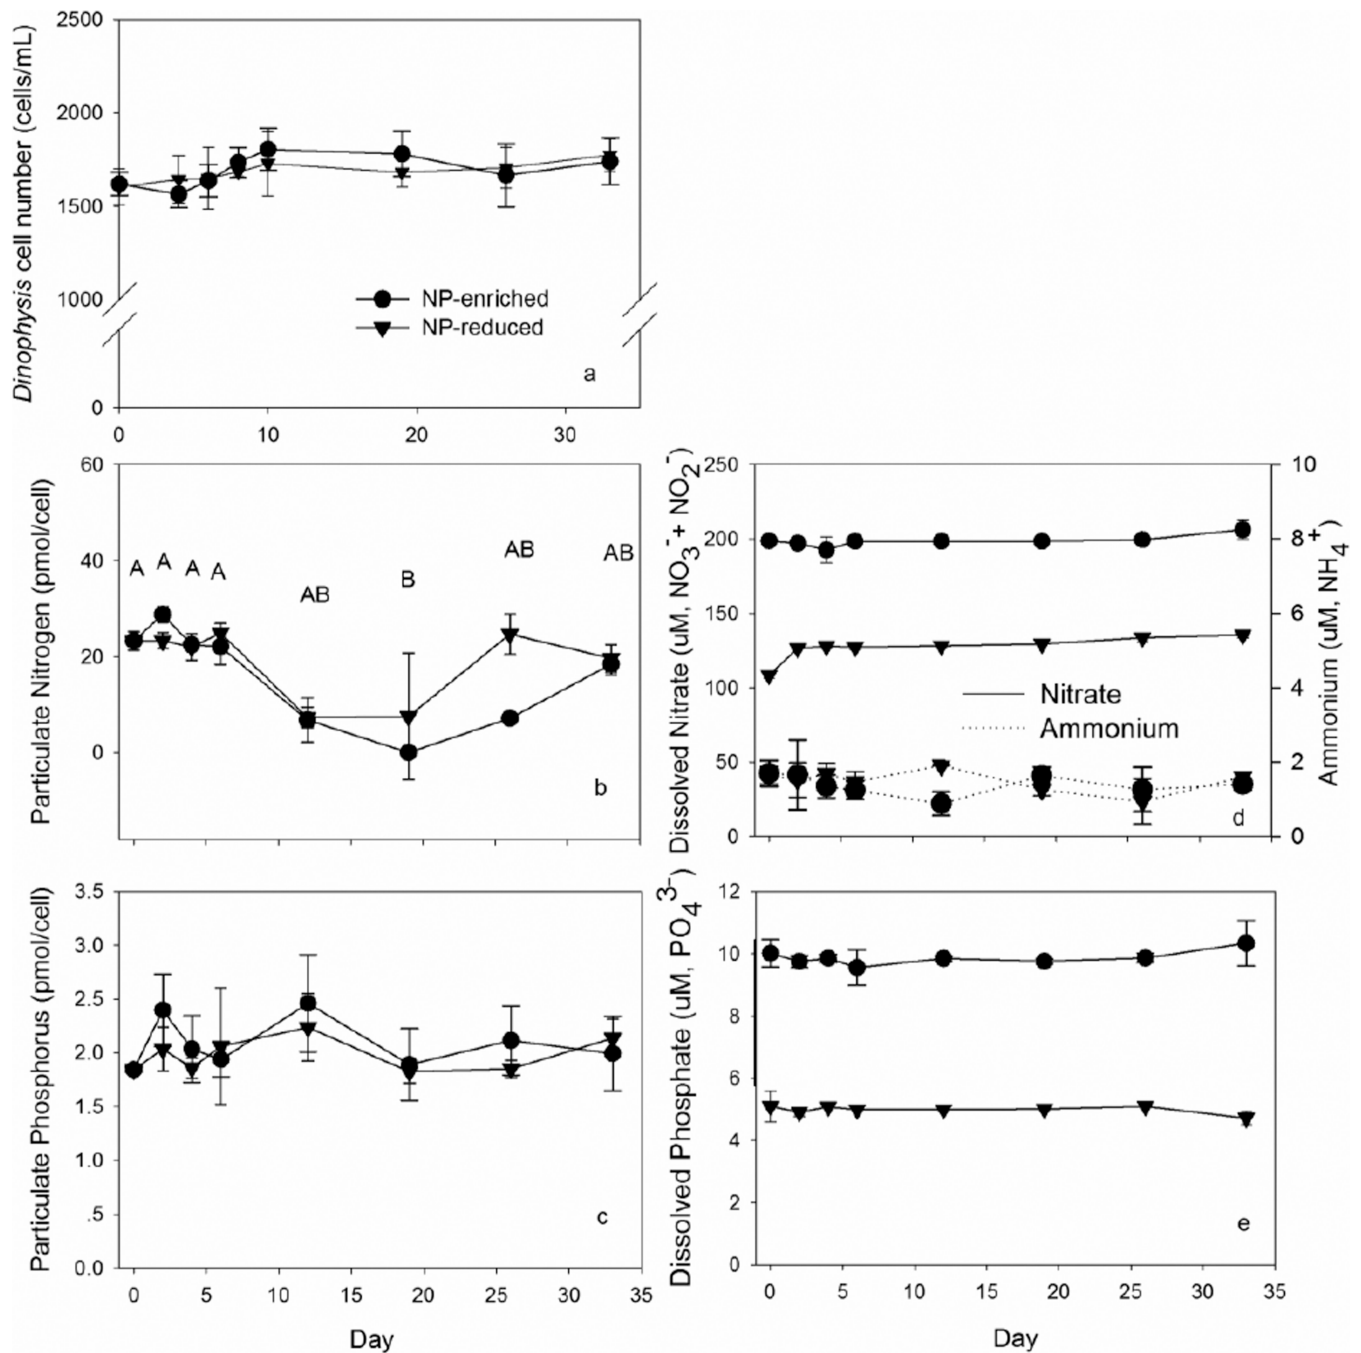 Dinophysis cell number (cells/mL)
2500
2000
1500
1000
0
NP-enriched
NP-reduced
a
0 10 20 30
Particulate Nitrogen (pmol/cell)
60
40
20
0
A A A A AB B AB AB
b
Dissolved Nitrate (uM, NO3- + NO2-)
250
200
150
100
50
0
Nitrate
Ammonium
d
10
8
6
4
2
0
Ammonium (uM, NH4+)
Particulate Phosphorus (pmol/cell)
3.5
3.0
2.5
2.0
1.5
1.0
.5
0.0
c
0 5 10 15 20 25 30 35
Day
Dissolved Phosphate (uM, PO4 3-)
12
10
8
6
4
2
0
e
0 5 10 15 20 25 30 35
Day